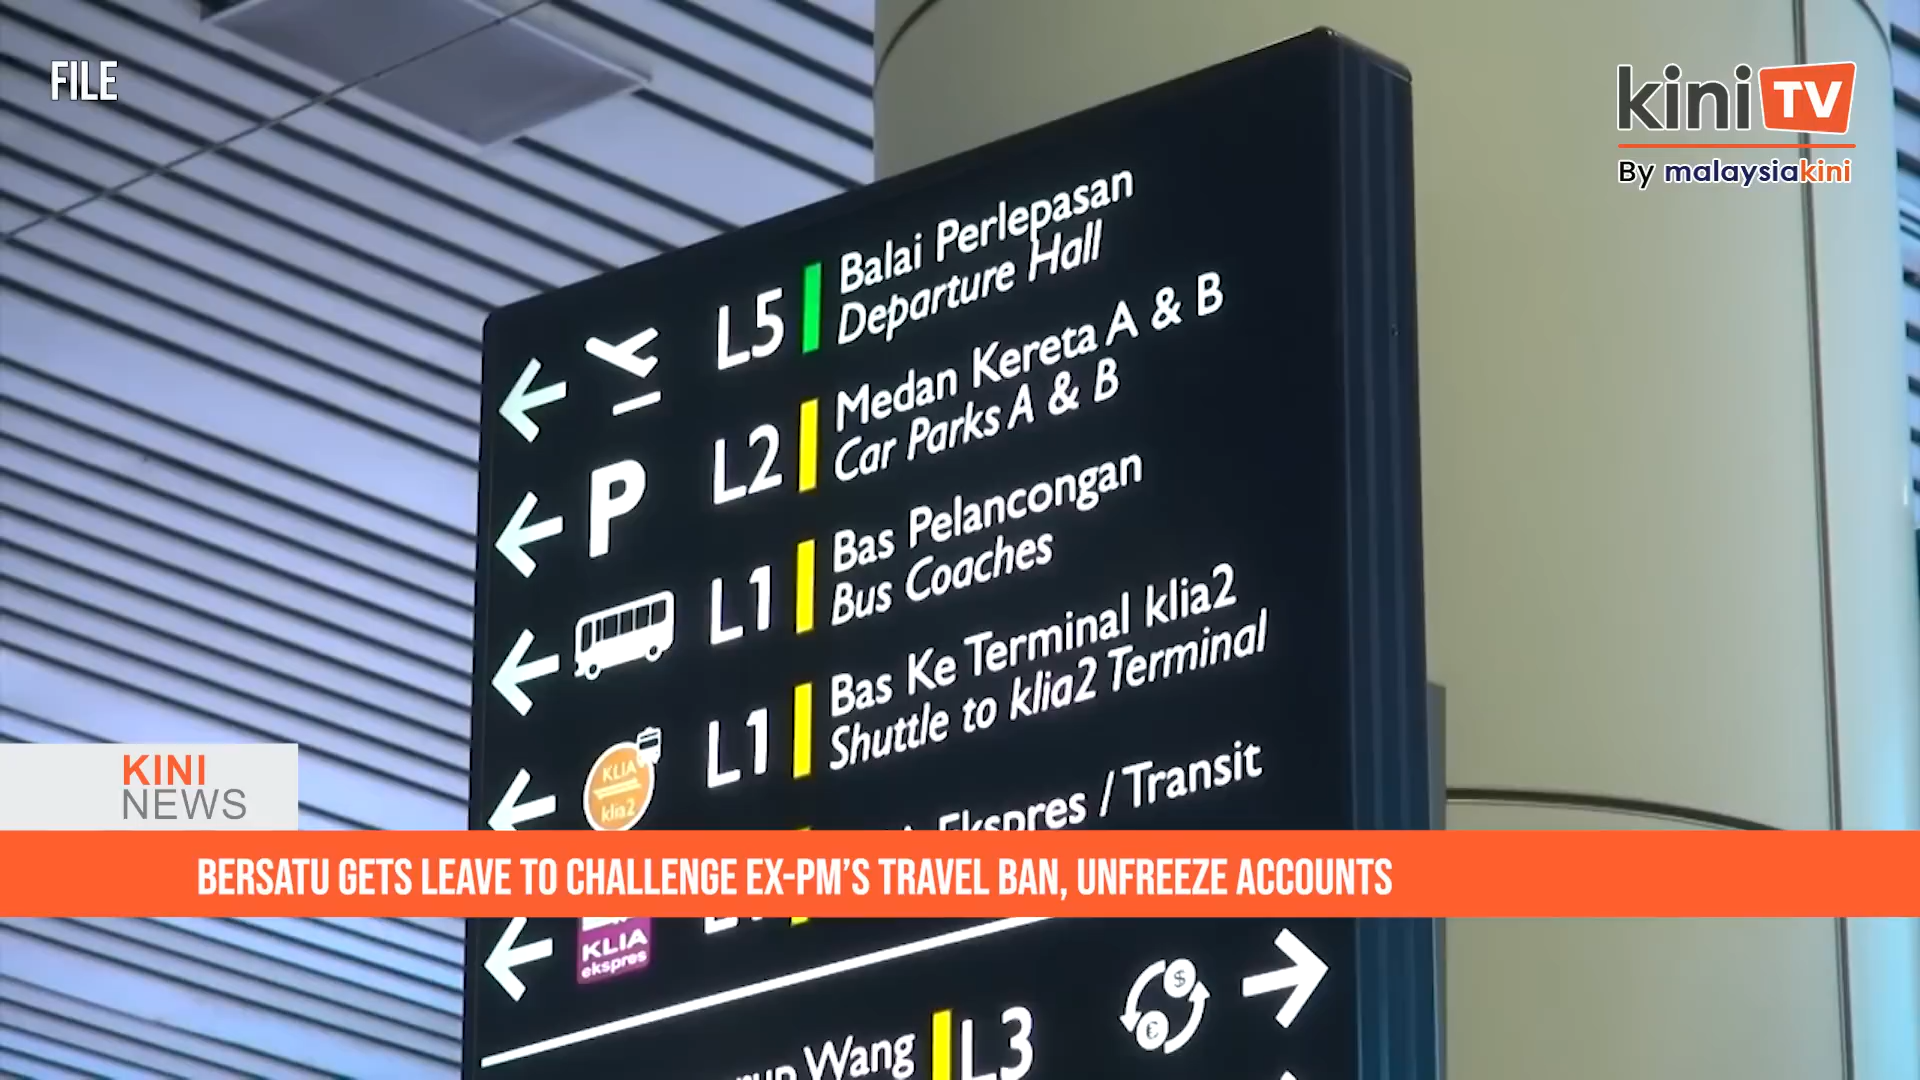 FILE
kini TV
By malaysiakini
L5 Balai Perlepasan
Departure Hall
L2 Medan Kereta A & B
P Car Parks A & B
L1 Bas Pelancongan
Bus Coaches
L1 Bas Ke Terminal klia2
Shuttle to klia2 Terminal
KLIA
klia2
Ekspres / Transit
KINI
NEWS
BERSATU GETS LEAVE TO CHALLENGE EX-PM'S TRAVEL BAN, UNFREEZE ACCOUNTS
KLIA
ekspres
Wang L3